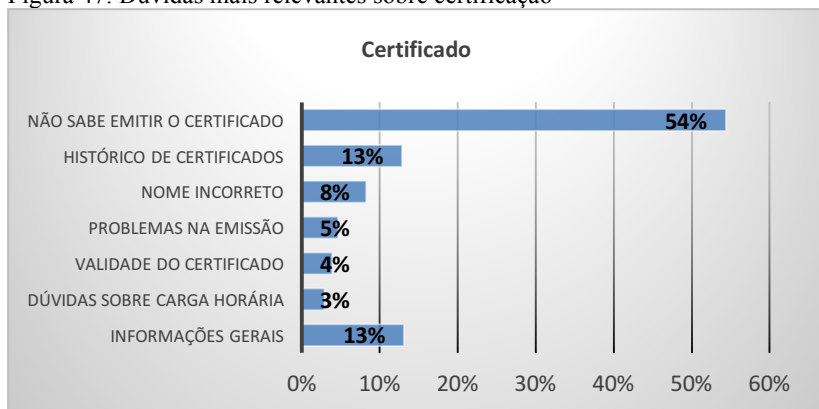 Figura 47: Dúvidas mais relevantes sobre certificação
Certificado
NÃO SABE EMITIR O CERTIFICADO 54%
HISTÓRICO DE CERTIFICADOS 13%
NOME INCORRETO 8%
PROBLEMAS NA EMISSÃO 5%
VALIDADE DO CERTIFICADO 4%
DÚVIDAS SOBRE CARGA HORÁRIA 3%
INFORMAÇÕES GERAIS 13%
0% 10% 20% 30% 40% 50% 60%